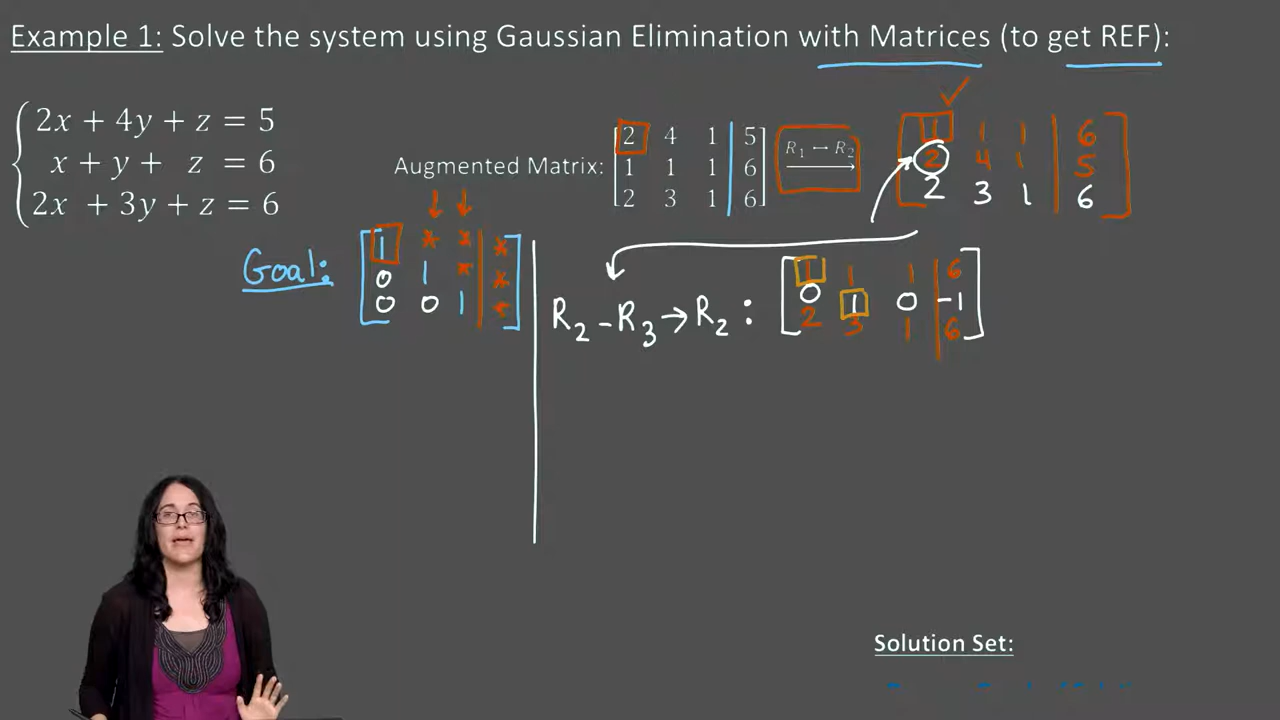 Example 1: Solve the system using Gaussian Elimination with Matrices (to get REF):
2x + 4y + z = 5
x + y + z = 6
2x + 3y + z = 6
Augmented Matrix:
2 4 1 5
1 1 1 6
2 3 1 6
R₁ ↔ R₂
1 1 1 6
2 4 1 5
2 3 1 6
Goal:
1 * * *
0 1 * *
0 0 1 *
R₂ - R₃ → R₂ :
1 1 1 6
0 1 0 -1
2 3 1 6
Solution Set: